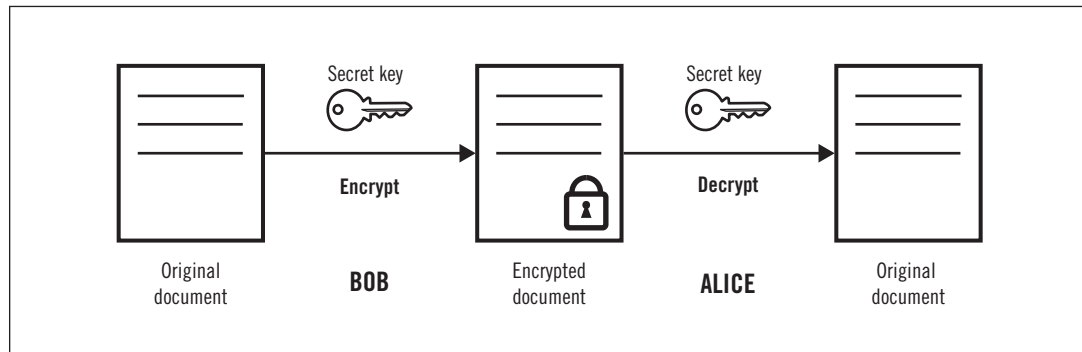 Secret key
Secret key
Encrypt
Decrypt
Original
document
BOB
Encrypted
document
ALICE
Original
document